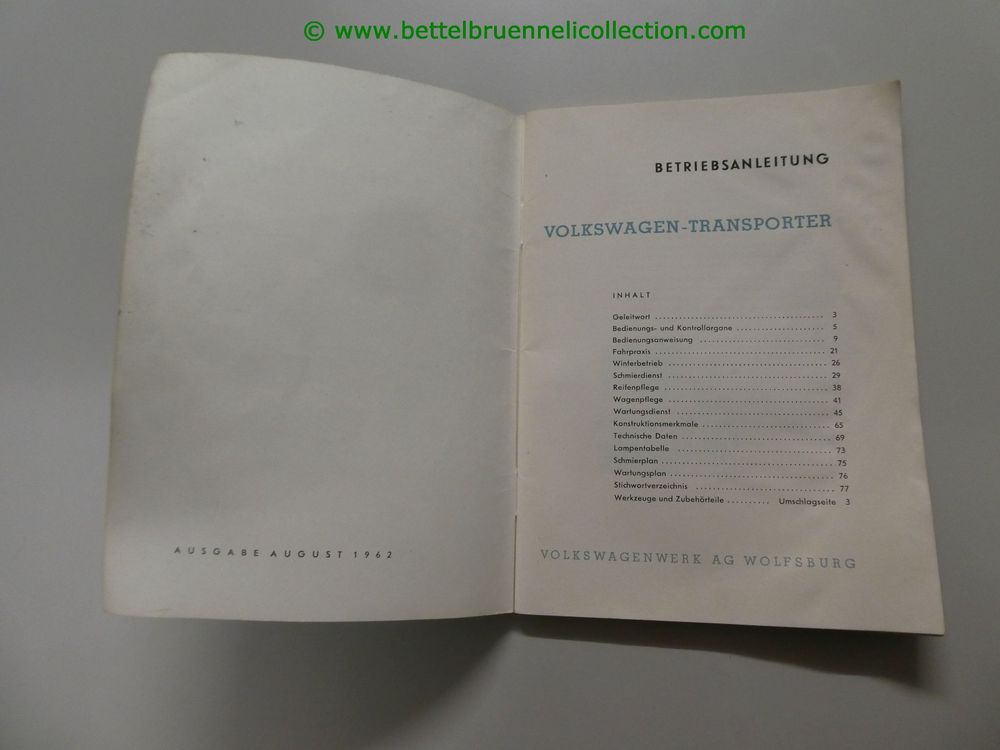 © www.bettelbruennelicollection.com
AUSGABE AUGUST 1962
BETRIEBSANLEITUNG
VOLKSWAGEN-TRANSPORTER
INHALT
Geleitwort ........................................ 3
Bedienungs- und Kontrollorgane ..................... 5
Bedienungsanweisung .............................. 9
Fahrpraxis ........................................ 21
Winterbetrieb ...................................... 26
Schmierdienst ...................................... 29
Reifenpflege ....................................... 38
Wagenpflege ...................................... 41
Wartungsdienst .................................... 45
Konstruktionsmerkmale ............................. 65
Technische Daten ................................... 69
Lampentabelle .................................... 73
Schmierplan ....................................... 75
Wartungsplan ...................................... 76
Stichwortverzeichnis ................................ 77
Werkzeuge und Zubehörteile .......... Umschlagseite 3
VOLKSWAGENWERK AG WOLFSBURG